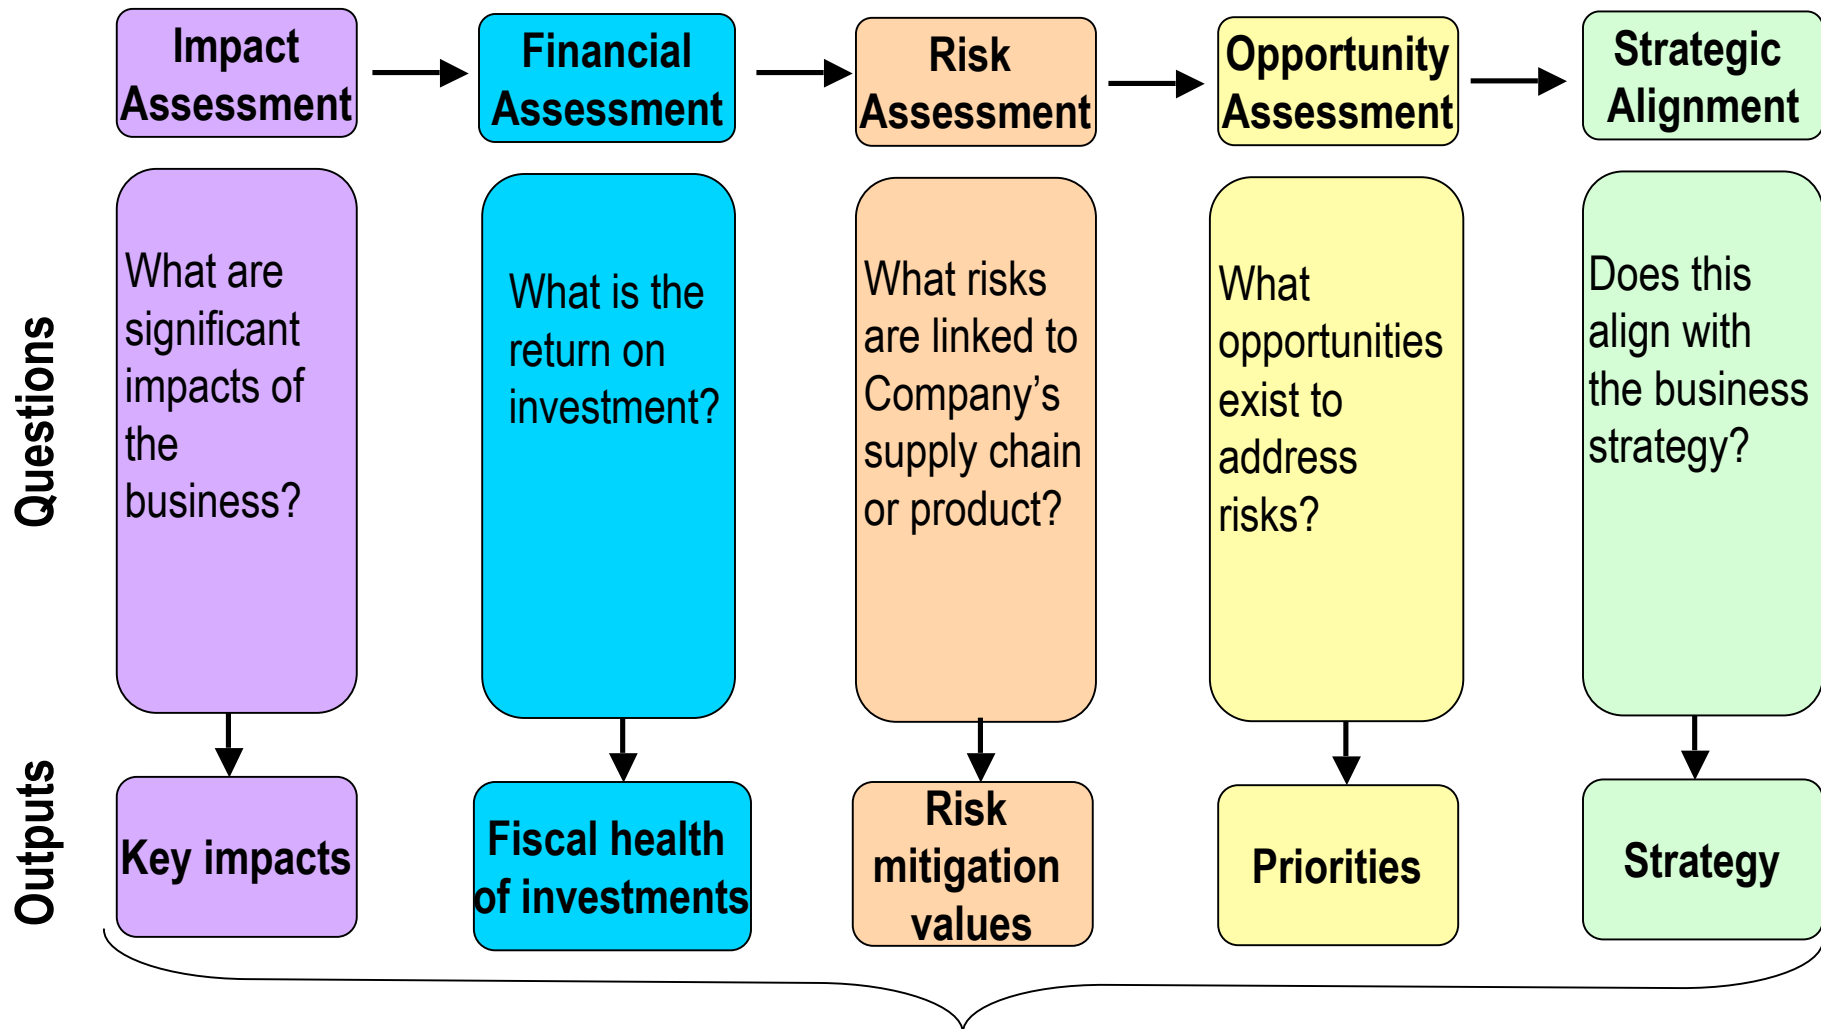 Impact
Assessment
Financial
Assessment
Risk
Assessment
Opportunity
Assessment
Strategic
Alignment
Questions
What are
significant
impacts of
the
business?
What is the
return on
investment?
What risks
are linked to
Company’s
supply chain
or product?
What
opportunities
exist to
address
risks?
Does this
align with
the business
strategy?
Outputs
Key impacts
Fiscal health
of investments
Risk
mitigation
values
Priorities
Strategy